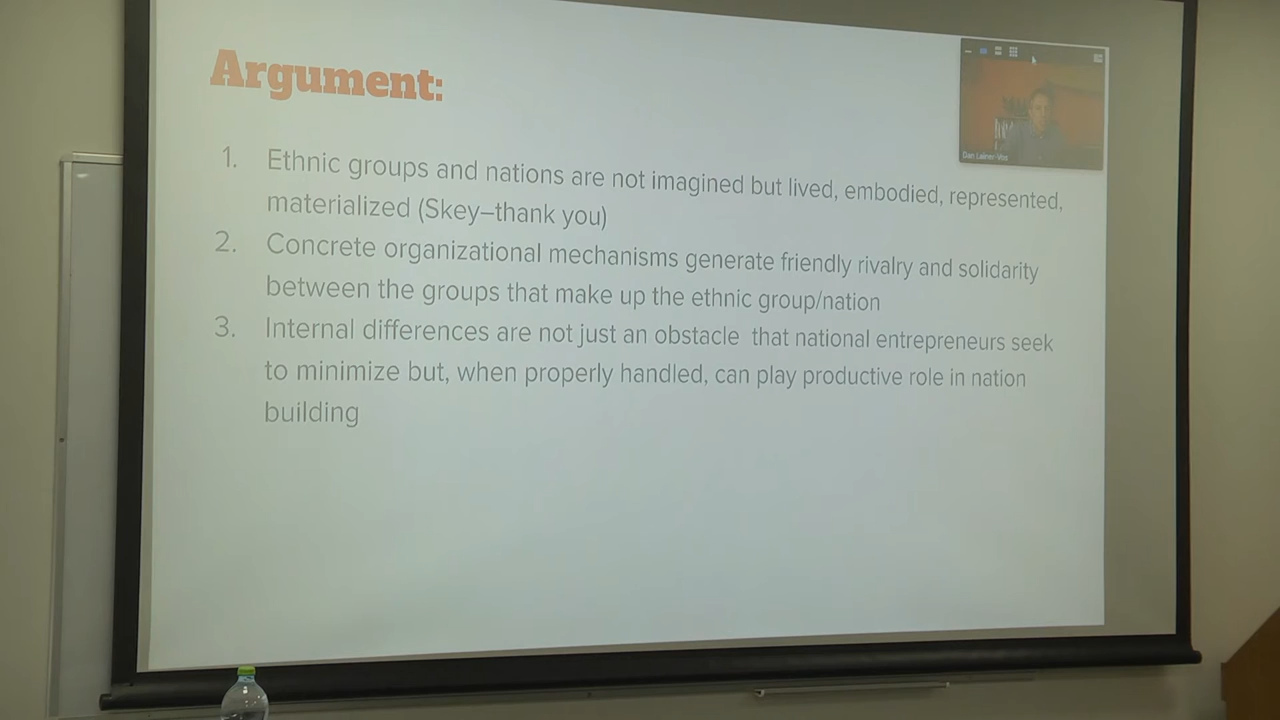 Argument:
1. Ethnic groups and nations are not imagined but lived, embodied, represented,
materialized (Skey–thank you)
2. Concrete organizational mechanisms generate friendly rivalry and solidarity
between the groups that make up the ethnic group/nation
3. Internal differences are not just an obstacle that national entrepreneurs seek
to minimize but, when properly handled, can play productive role in nation
building
Dan Lainer-Vos